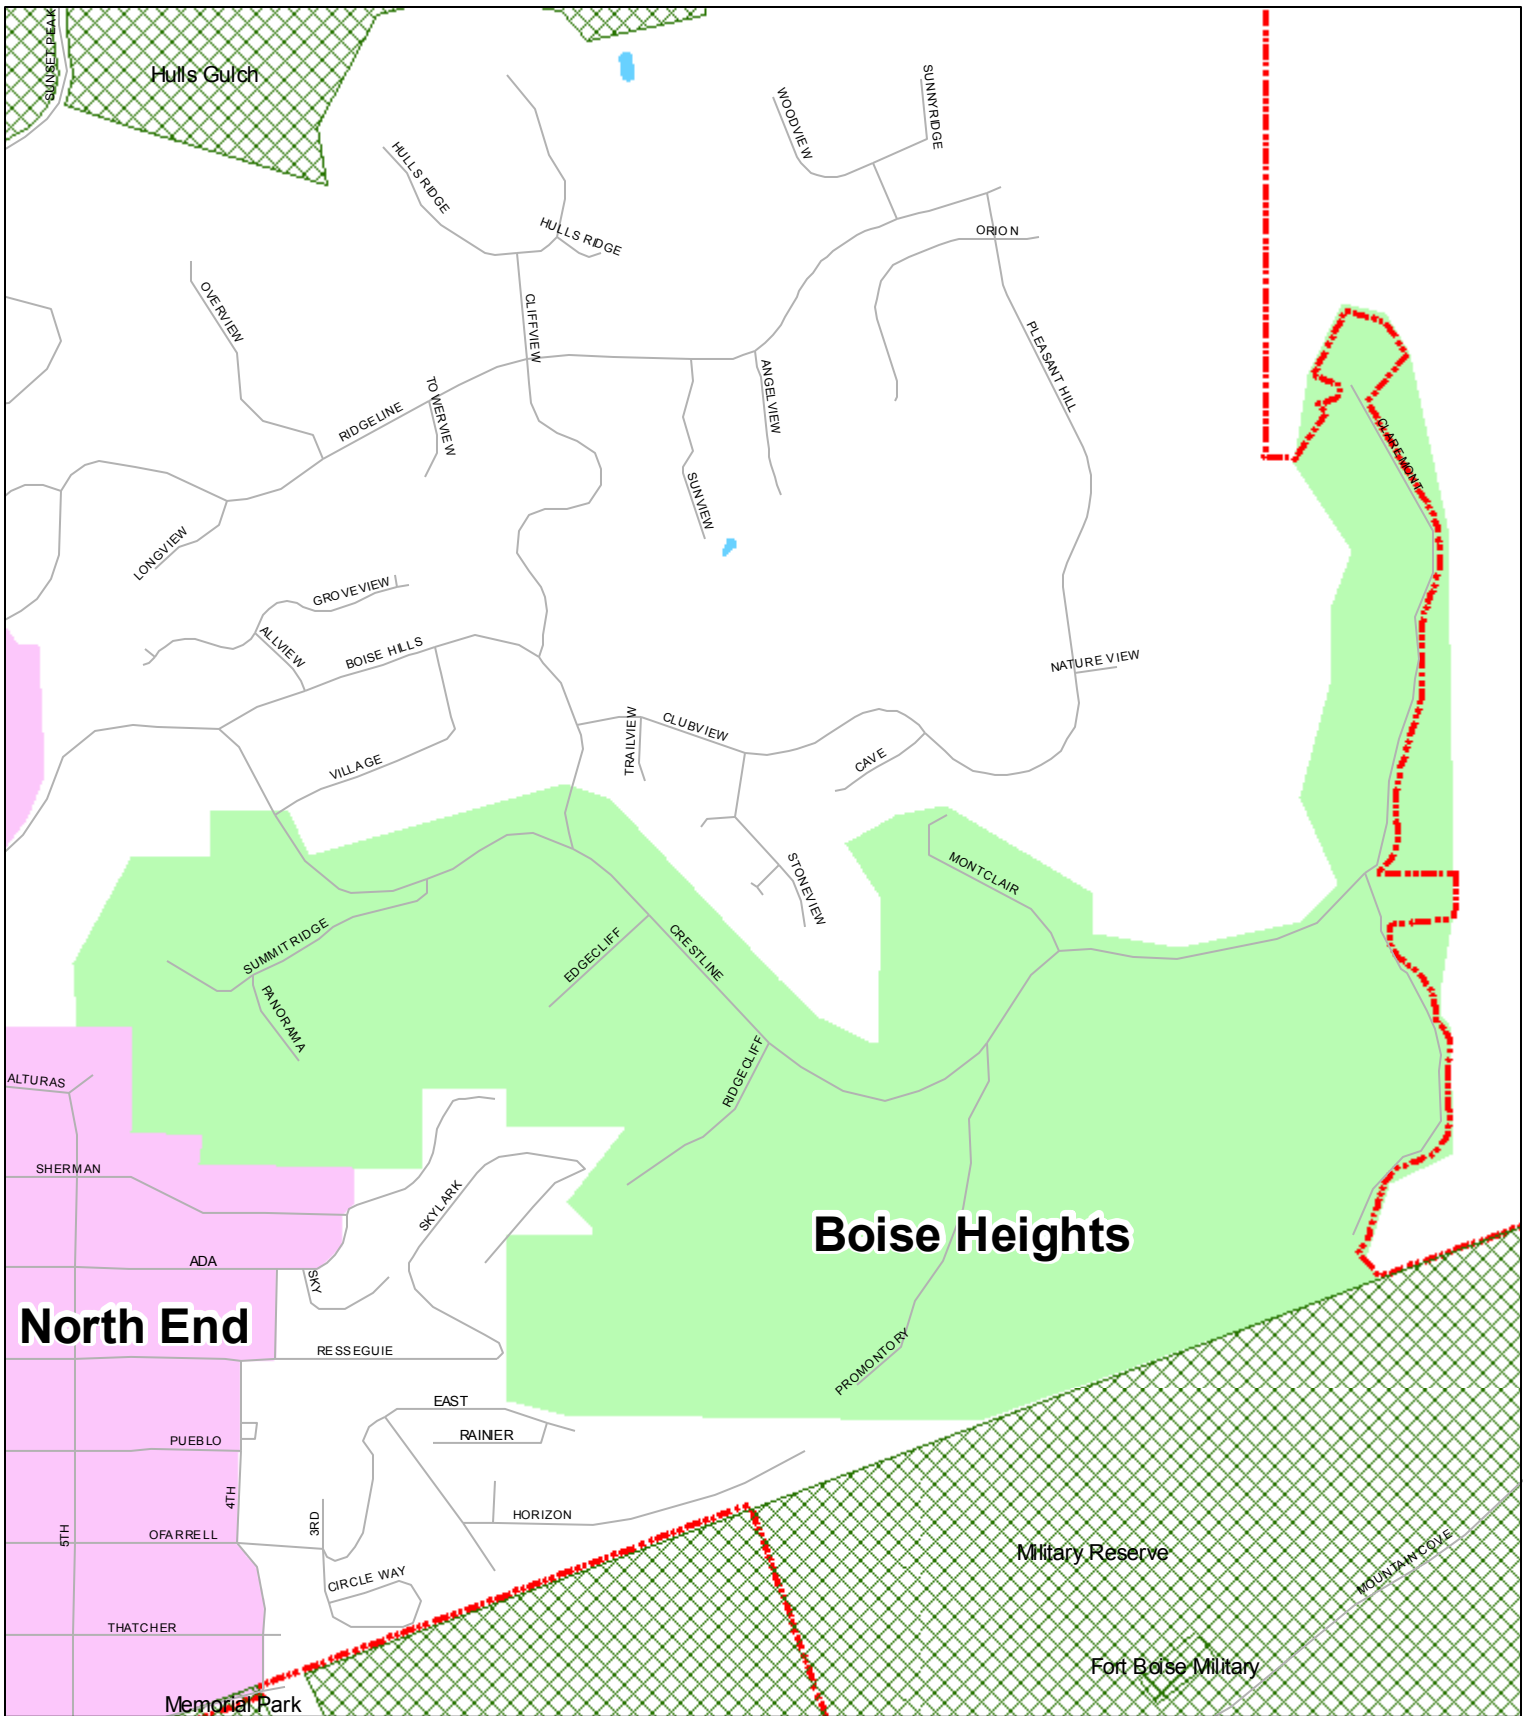 SUNSET PEAK
Hulls Gulch
WOODVIEW
SUNNYRIDGE
HULLS RIDGE
HULLS RIDGE
ORION
OVERVIEW
CLIFFVIEW
PLEASANT HILL
ANGELVIEW
TOWERVIEW
RIDGELINE
CLAREMONT
SUNVIEW
LONGVIEW
GROVEVIEW
ALLVIEW
BOISE HILLS
NATURE VIEW
TRAILVIEW
CLUBVIEW
CAVE
VILLAGE
STONEVIEW
MONTCLAIR
SUMMITRIDGE
EDGECLIFF
CRESTLINE
PANORAMA
RIDGECLIFF
ALTURAS
SHERMAN
SKYLARK
Boise Heights
ADA
SKY
North End
RESSEGUIE
PROMONTORY
EAST
RAINIER
PUEBLO
4TH
HORIZON
3RD
5TH
OFARRELL
Military Reserve
MOUNTAIN COVE
CIRCLE WAY
THATCHER
Fort Boise Military
Memorial Park